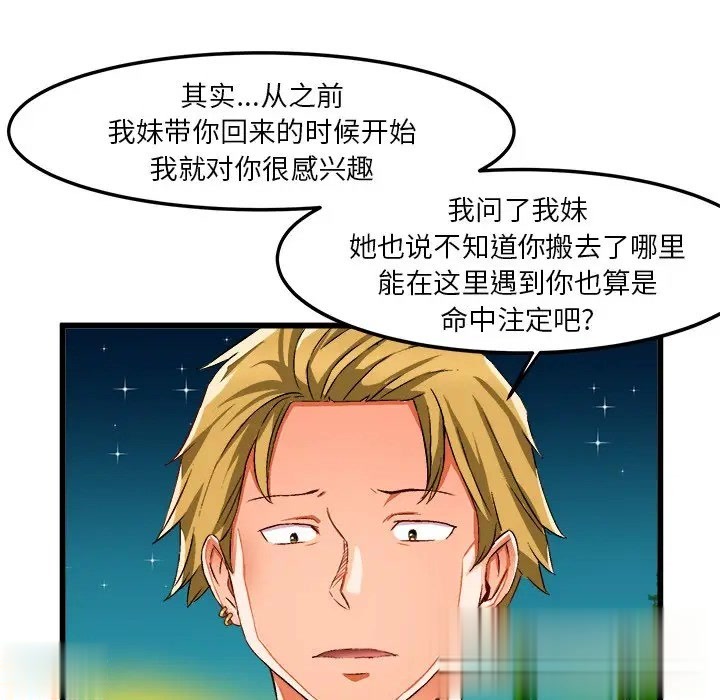 其实...从之前
我妹带你回来的时候开始
我就对你很感兴趣
我问了我妹
她也说不知道你搬去了哪里
能在这里遇到你也算是
命中注定吧?